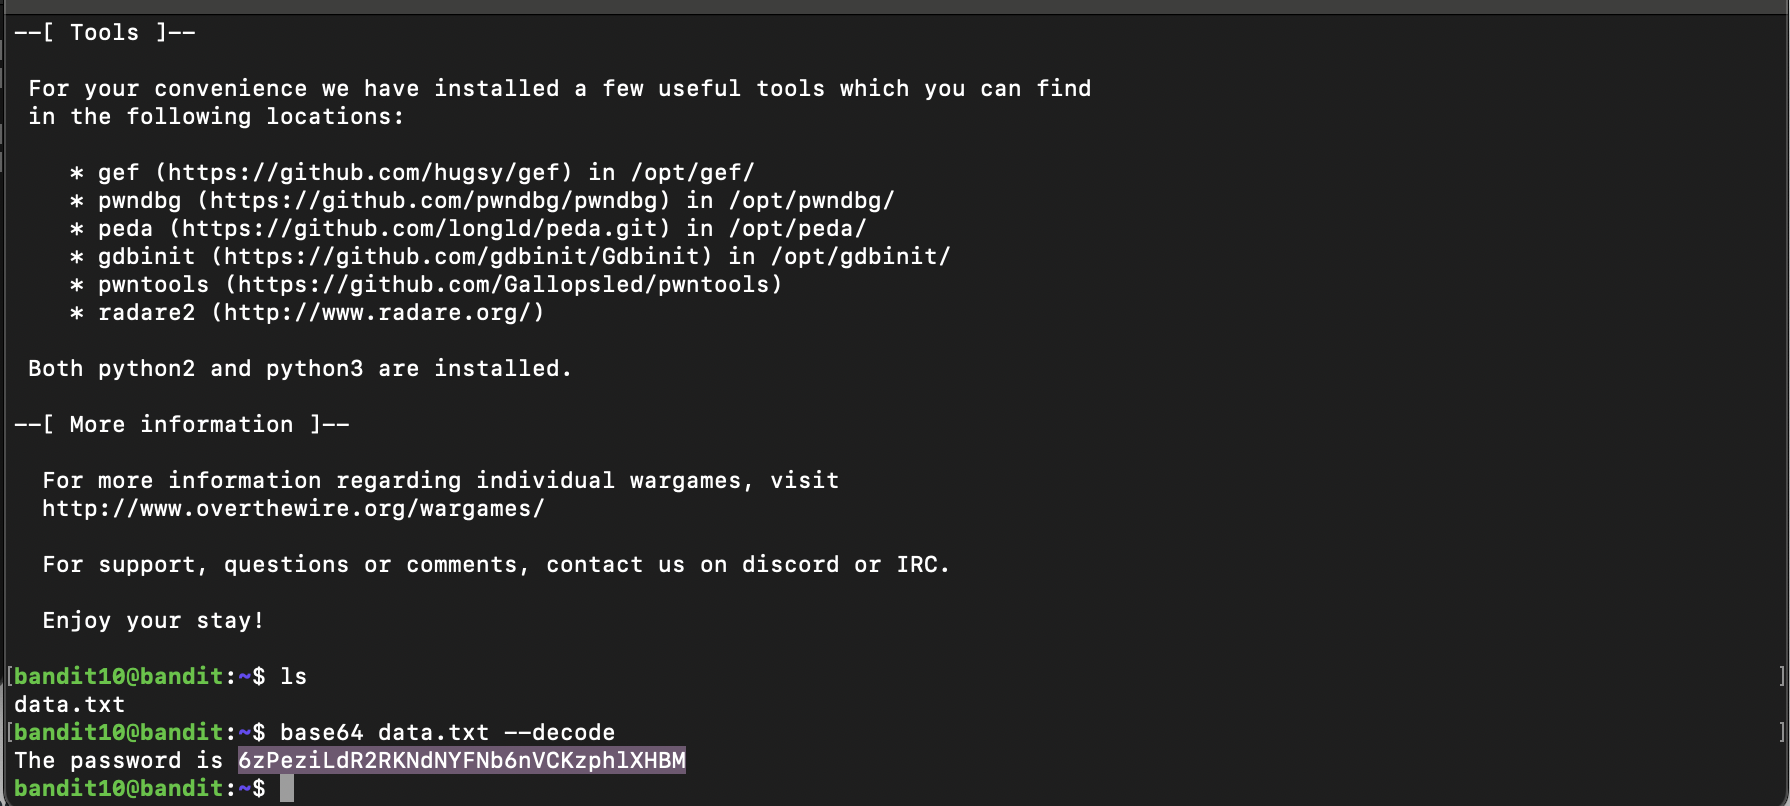 --[ Tools ]--
For your convenience we have installed a few useful tools which you can find
in the following locations:
* gef (https://github.com/hugsy/gef) in /opt/gef/
* pwndbg (https://github.com/pwndbg/pwndbg) in /opt/pwndbg/
* peda (https://github.com/longld/peda.git) in /opt/peda/
* gdbinit (https://github.com/gdbinit/Gdbinit) in /opt/gdbinit/
* pwntools (https://github.com/Gallopsled/pwntools)
* radare2 (http://www.radare.org/)
Both python2 and python3 are installed.
--[ More information ]--
For more information regarding individual wargames, visit
http://www.overthewire.org/wargames/
For support, questions or comments, contact us on discord or IRC.
Enjoy your stay!
[bandit10@bandit:~$ ls ]
data.txt
[bandit10@bandit:~$ base64 data.txt --decode ]
The password is 6zPeziLdR2RKNdNYFNb6nVCKzphlXHBM
bandit10@bandit:~$